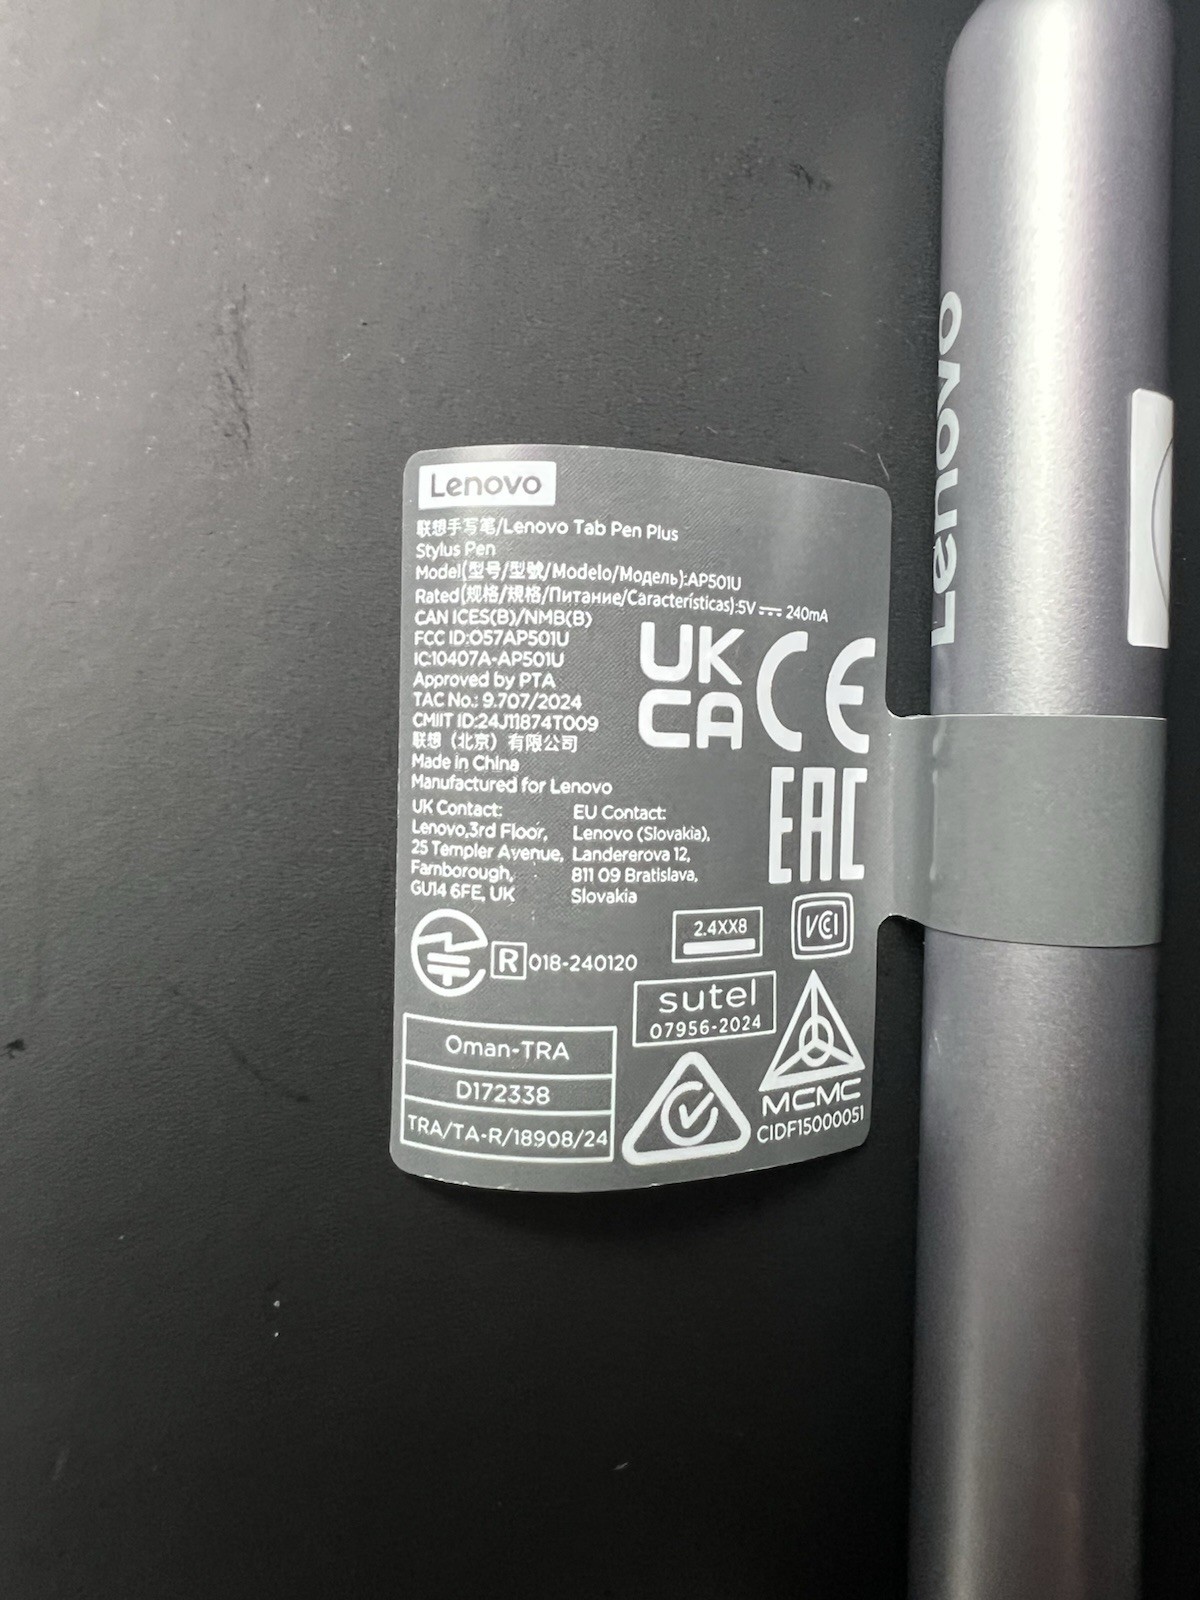 Lenovo
联想手写笔/Lenovo Tab Pen Plus
Stylus Pen
Model(型号/型號/Modelo/Модель):AP501U
Rated(规格/規格/Питание/Características):5V⎓240mA
CAN ICES(B)/NMB(B)
FCC ID:O57AP501U
IC:10407A-AP501U
Approved by PTA
TAC No.: 9.707/2024
CMIIT ID:24J11874T009
联想（北京）有限公司
Made in China
Manufactured for Lenovo
UK Contact:
Lenovo,3rd Floor,
25 Templer Avenue,
Farnborough,
GU14 6FE, UK
EU Contact:
Lenovo (Slovakia),
Landererova 12,
811 09 Bratislava,
Slovakia
UK
CA
CE
EAC
R 018-240120
2.4XX8
VCI
sutel
07956-2024
Oman-TRA
D172338
TRA/TA-R/18908/24
MCMC
CIDF15000051
Lenovo